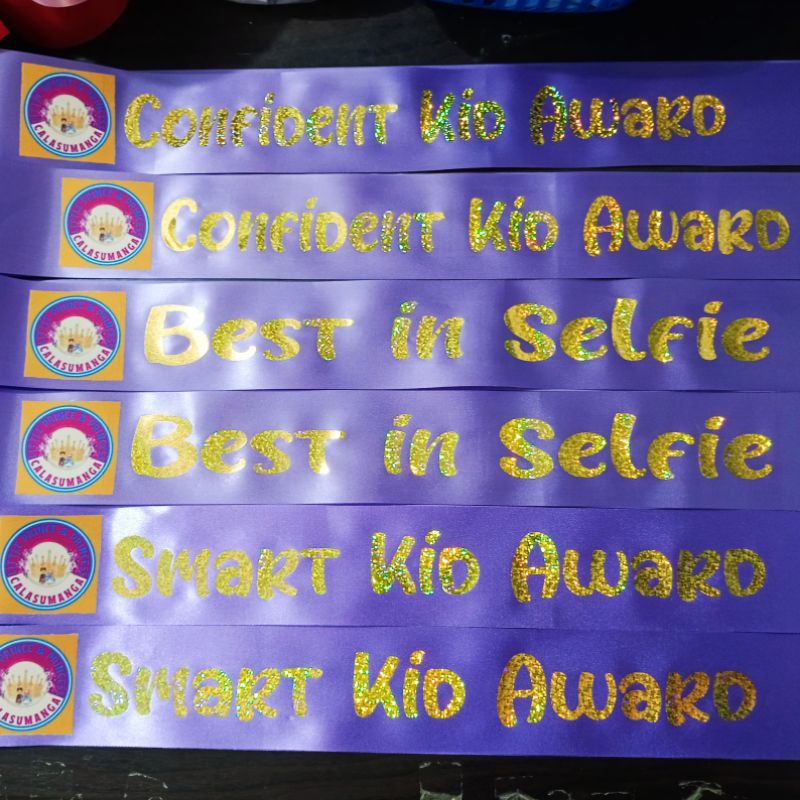 CALASUMANGA
Confident Kid Award
CALASUMANGA
Confident Kid Award
CALASUMANGA
Best in Selfie
CALASUMANGA
Best in Selfie
CALASUMANGA
Smart Kid Award
CALASUMANGA
Smart Kid Award